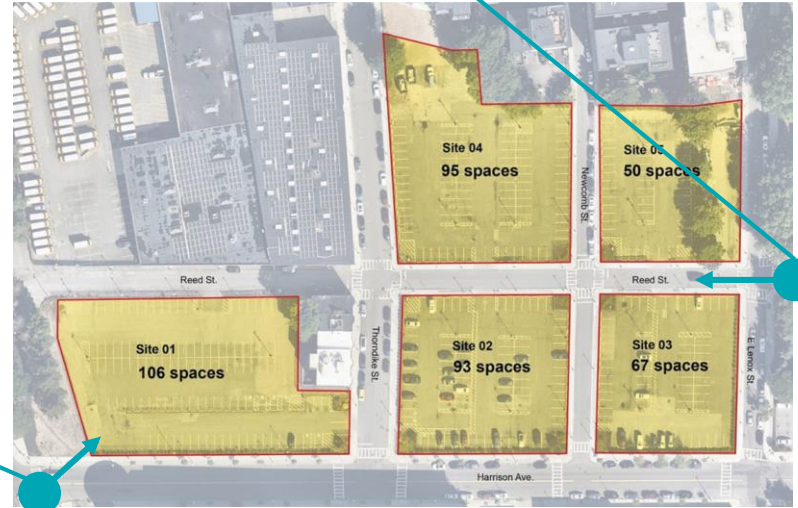 Site 04
95 spaces
Site 05
50 spaces
Newcomb St.
Reed St.
Reed St.
Site 01
106 spaces
Thorndike St.
Site 02
93 spaces
Site 03
67 spaces
E Lenox St.
Harrison Ave.